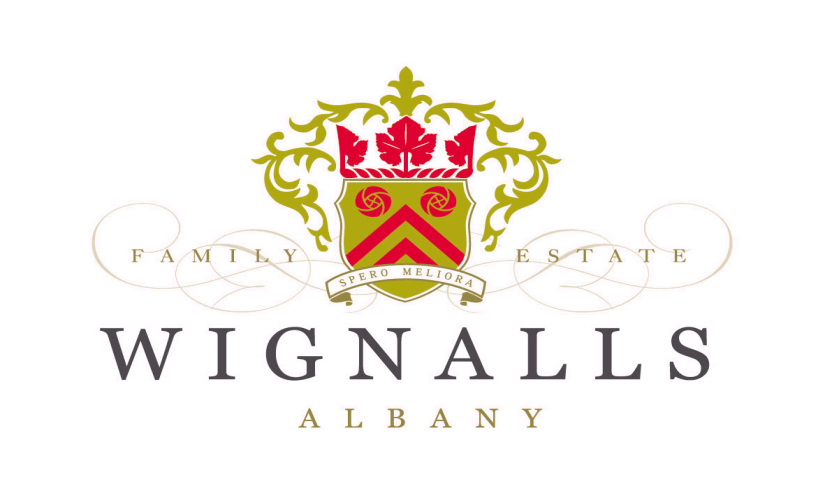 FAMILY ESTATE
SPERO MELIORA
WIGNALLS
ALBANY